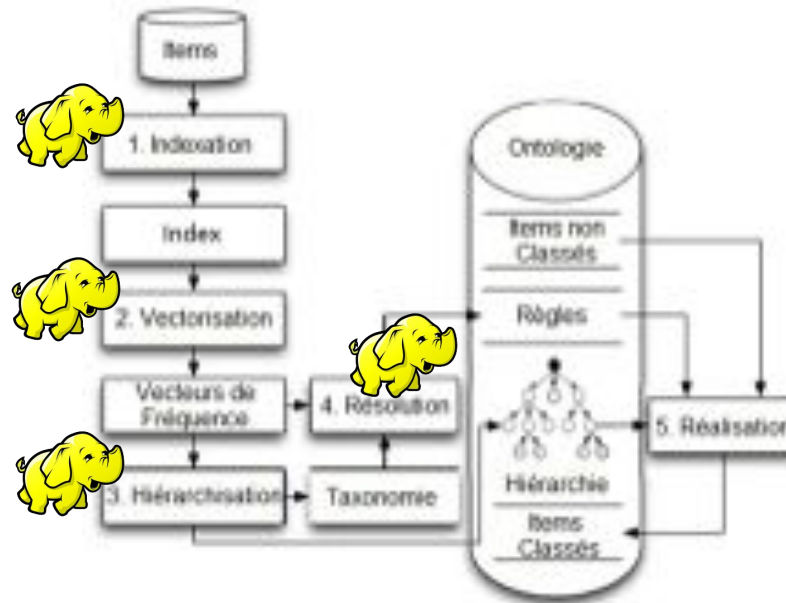 Items
1. Indexation
Index
2. Vectorisation
Vecteurs de
Fréquence
3. Hiérarchisation
4. Résolution
Taxonomie
Ontologie
Items non
Classés
Règles
Hiérarchie
Items
Classés
5. Réalisation